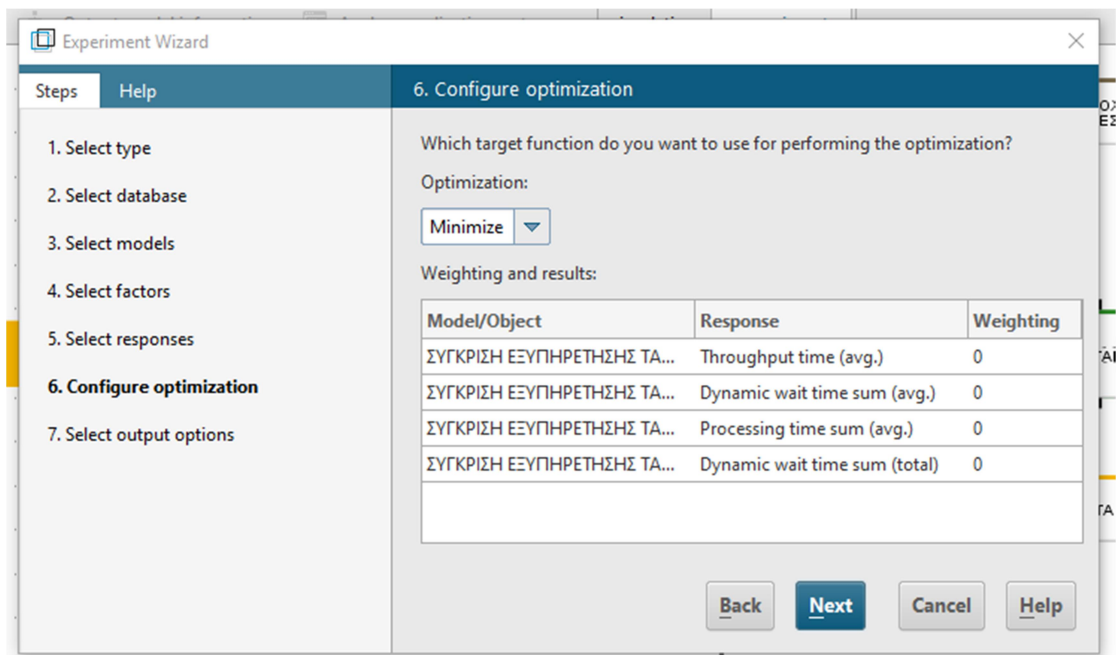 Experiment Wizard
Steps
Help
6. Configure optimization
1. Select type
2. Select database
3. Select models
4. Select factors
5. Select responses
6. Configure optimization
7. Select output options
Which target function do you want to use for performing the optimization?
Optimization:
Minimize
Weighting and results:
Model/Object Response Weighting
ΣΥΓΚΡΙΣΗ ΕΞΥΠΗΡΕΤΗΣΗΣ ΤΑ... Throughput time (avg.) 0
ΣΥΓΚΡΙΣΗ ΕΞΥΠΗΡΕΤΗΣΗΣ ΤΑ... Dynamic wait time sum (avg.) 0
ΣΥΓΚΡΙΣΗ ΕΞΥΠΗΡΕΤΗΣΗΣ ΤΑ... Processing time sum (avg.) 0
ΣΥΓΚΡΙΣΗ ΕΞΥΠΗΡΕΤΗΣΗΣ ΤΑ... Dynamic wait time sum (total) 0
Back Next Cancel Help